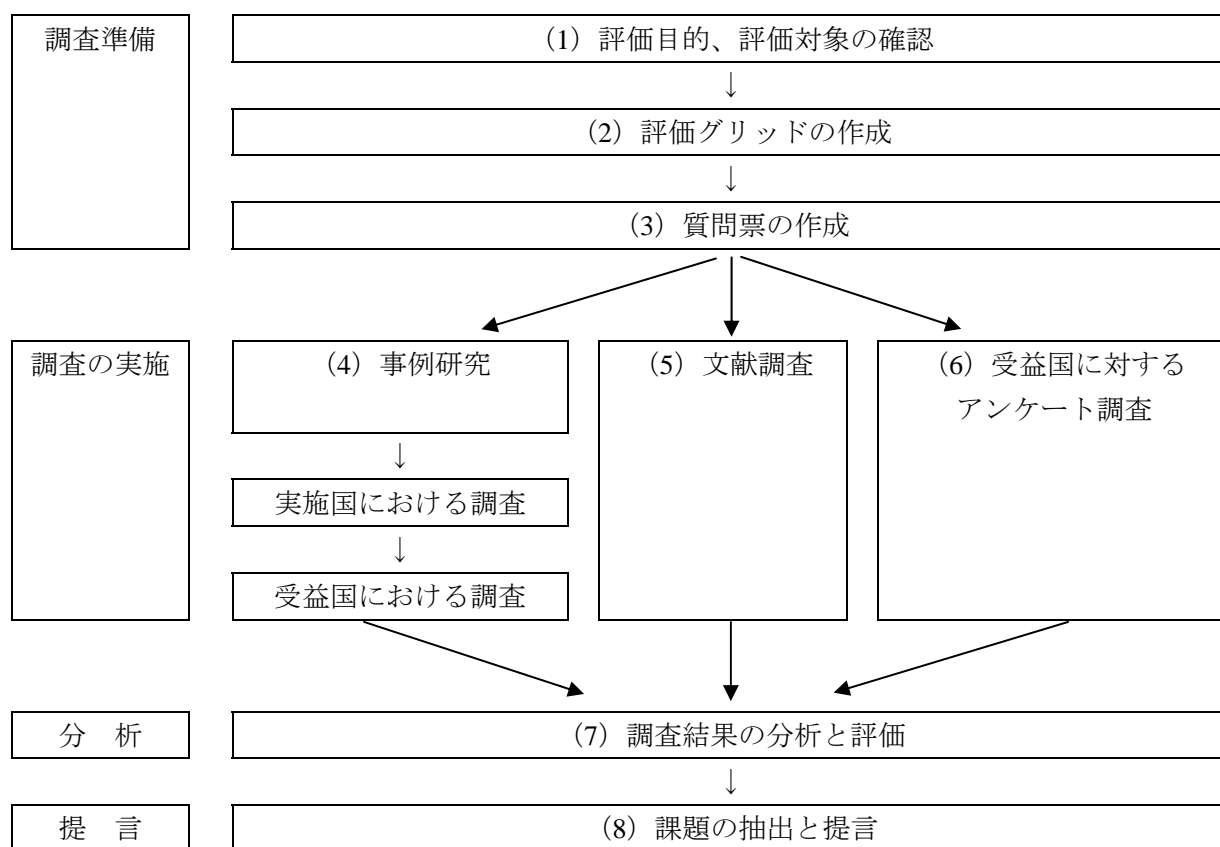 調査準備
(1)評価目的、評価対象の確認
↓
(2)評価グリッドの作成
↓
(3)質問票の作成
調査の実施
(4)事例研究
↓
実施国における調査
↓
受益国における調査
(5)文献調査
(6)受益国に対する
アンケート調査
分 析
(7)調査結果の分析と評価
↓
提 言
(8)課題の抽出と提言